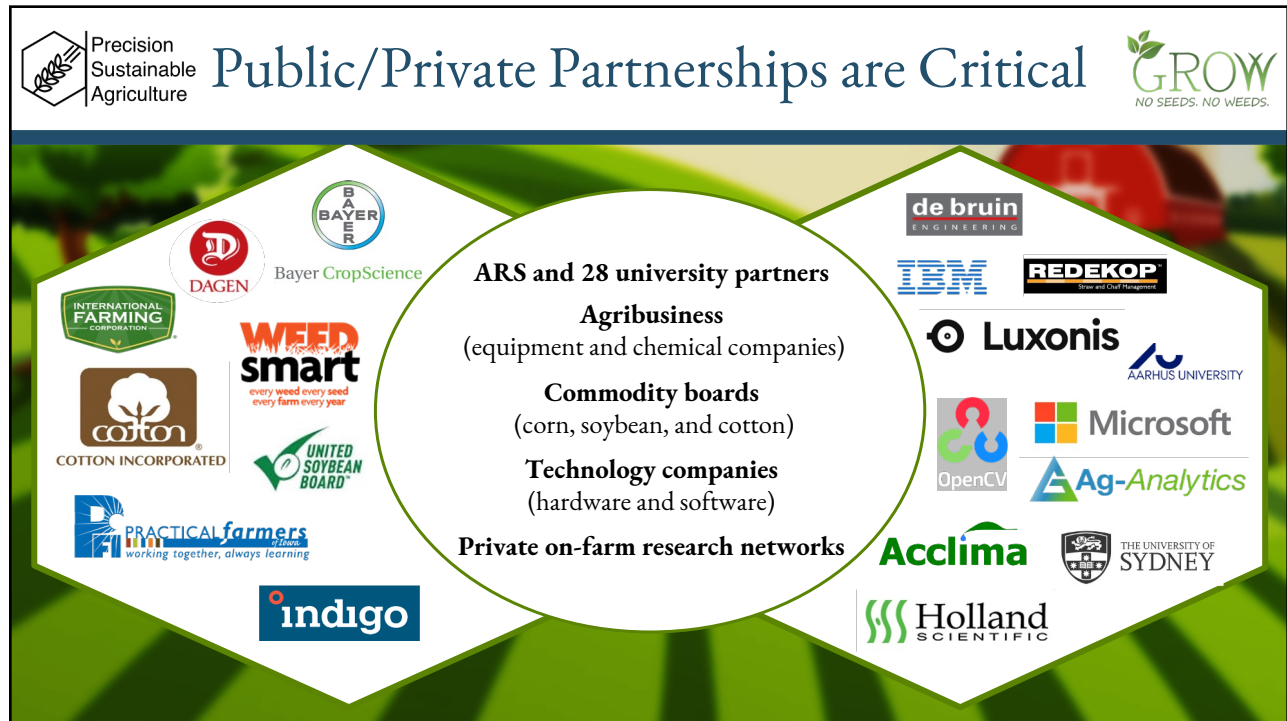 Precision
Sustainable
Agriculture
Public/Private Partnerships are Critical
GROW
NO SEEDS. NO WEEDS.
BAYER
BAYER
Bayer CropScience
D
DAGEN
INTERNATIONAL
FARMING
CORPORATION
®
WEED
smart
every weed every seed
every farm every year
cotton
®
COTTON INCORPORATED
UNITED
SOYBEAN
BOARD™
PFI
PRACTICAL farmers
of Iowa
working together, always learning
indigo
ARS and 28 university partners
Agribusiness
(equipment and chemical companies)
Commodity boards
(corn, soybean, and cotton)
Technology companies
(hardware and software)
Private on-farm research networks
de bruin
ENGINEERING
IBM
REDEKOP™
Straw and Chaff Management
Luxonis
AARHUS UNIVERSITY
OpenCV
Microsoft
Ag-Analytics
Acclima
THE UNIVERSITY OF
SYDNEY
Holland
SCIENTIFIC